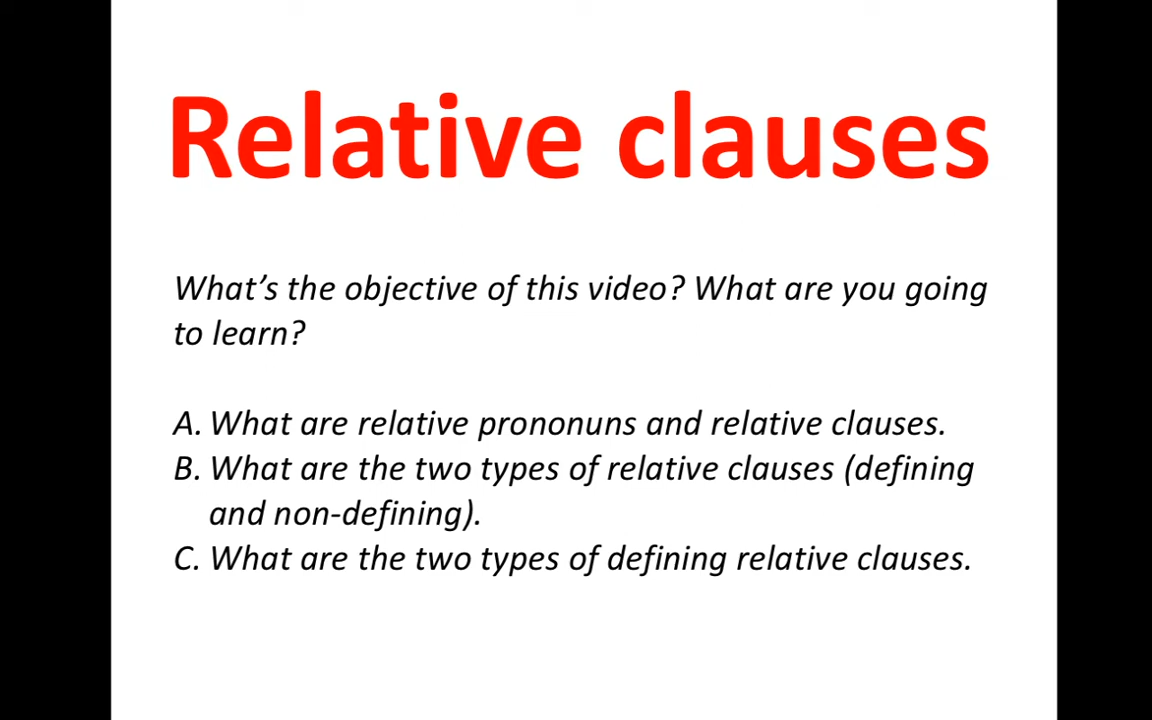 Relative clauses
What's the objective of this video? What are you going
to learn?
A. What are relative prononuns and relative clauses.
B. What are the two types of relative clauses (defining
and non-defining).
C. What are the two types of defining relative clauses.